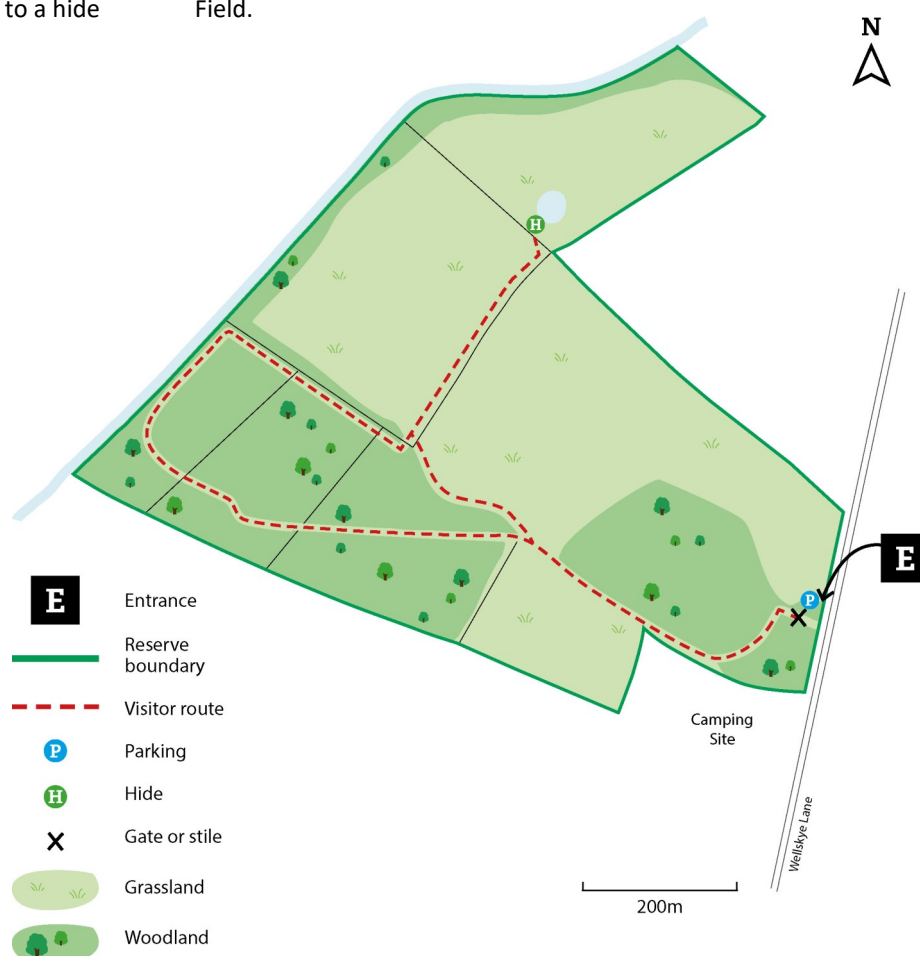 to a hide Field.
N
H
P
E
E
Entrance
Reserve
boundary
Visitor route
P
Parking
H
Hide
Gate or stile
Grassland
Woodland
Camping
Site
Wellskye Lane
200m